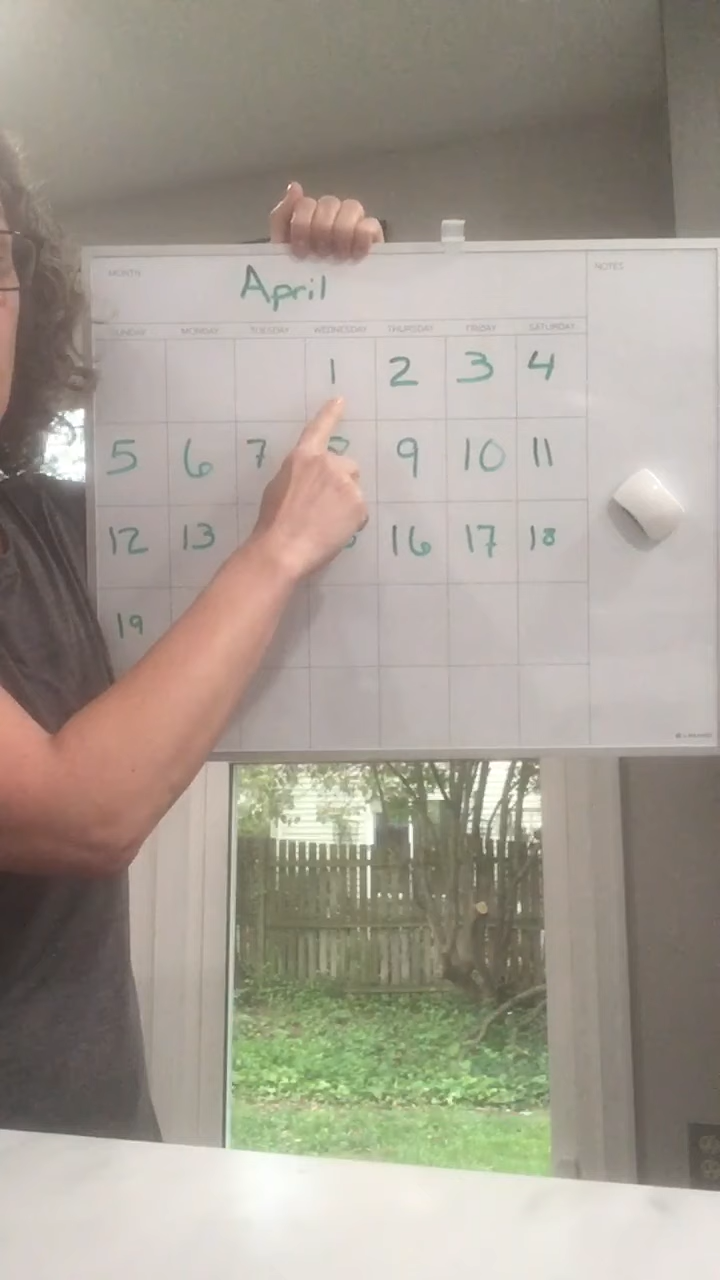 MONTH
April
NOTES
SUNDAY MONDAY TUESDAY WEDNESDAY THURSDAY FRIDAY SATURDAY
1 2 3 4
5 6 7 8 9 10 11
12 13 16 17 18
19